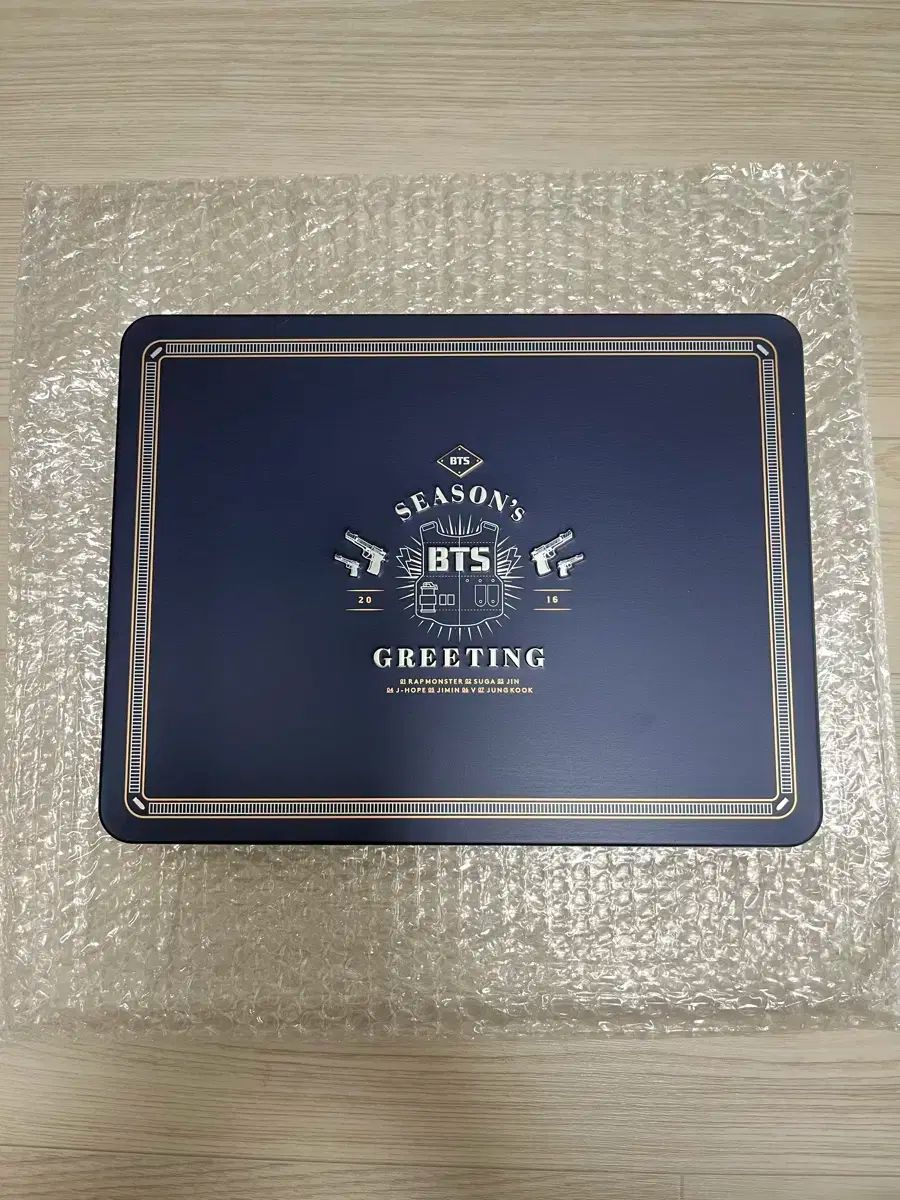 BTS
SEASON'S
BTS
20 16
GREETING
01 RAPMONSTER 02 SUGA 03 JIN
04 J-HOPE 05 JIMIN 06 V 07 JUNGKOOK